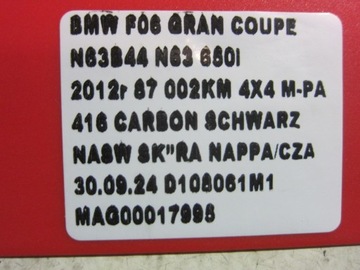 BMW F06 GRAN COUPE
N63B44 N63 650I
2012r 87 002KM 4X4 M-PA
416 CARBON SCHWARZ
NASW SK"RA NAPPA/CZA
30.09.24 D108061M1
MAG00017995